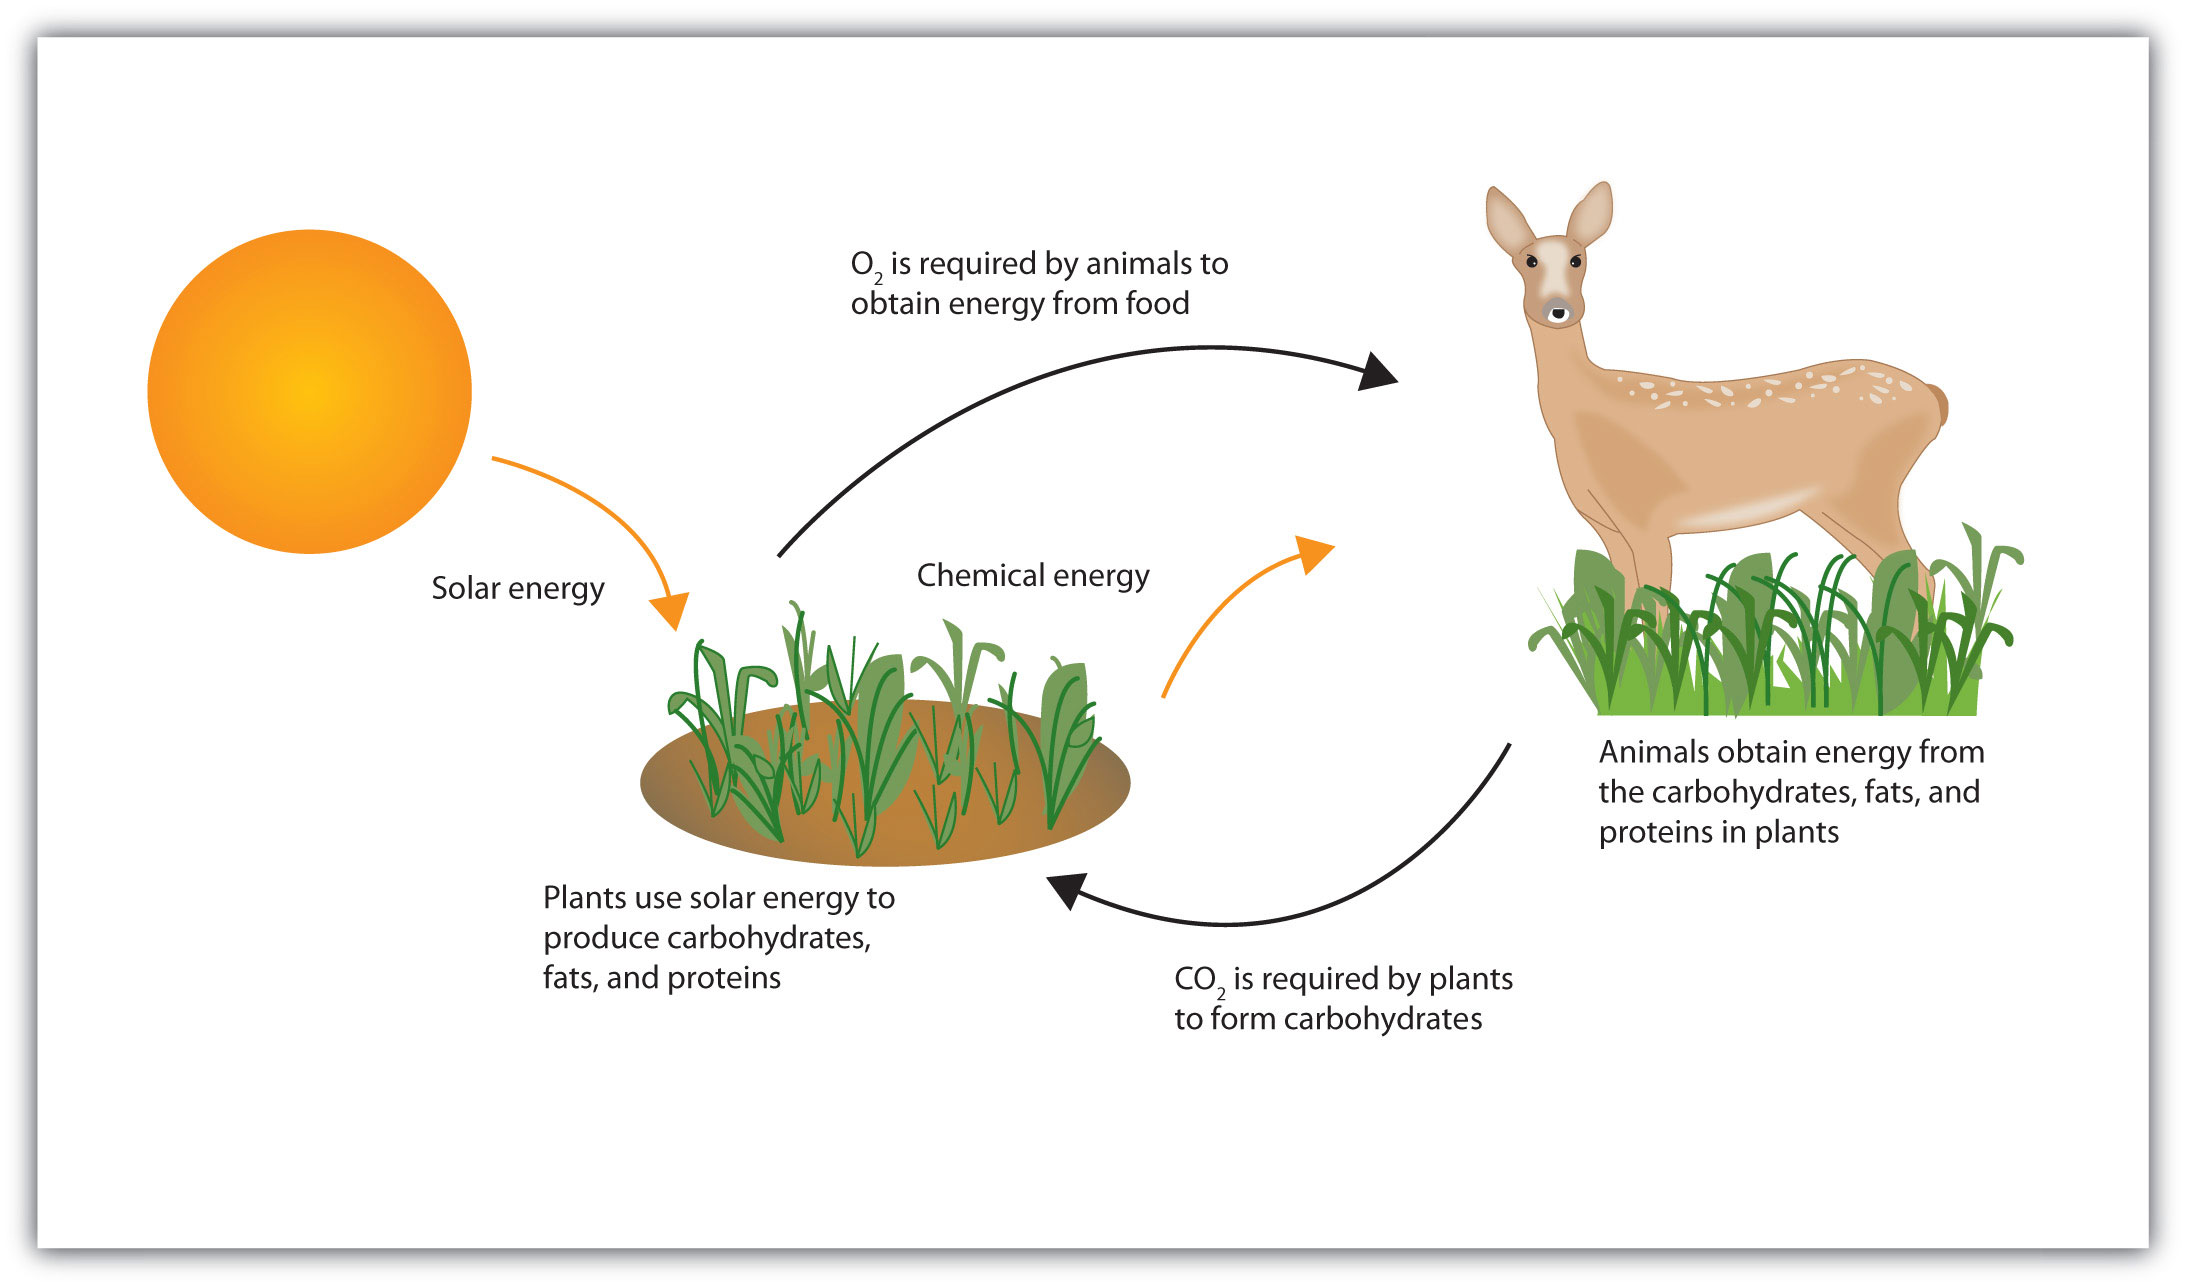 O₂ is required by animals to
obtain energy from food
Solar energy
Chemical energy
Animals obtain energy from
the carbohydrates, fats, and
proteins in plants
Plants use solar energy to
produce carbohydrates,
fats, and proteins
CO₂ is required by plants
to form carbohydrates